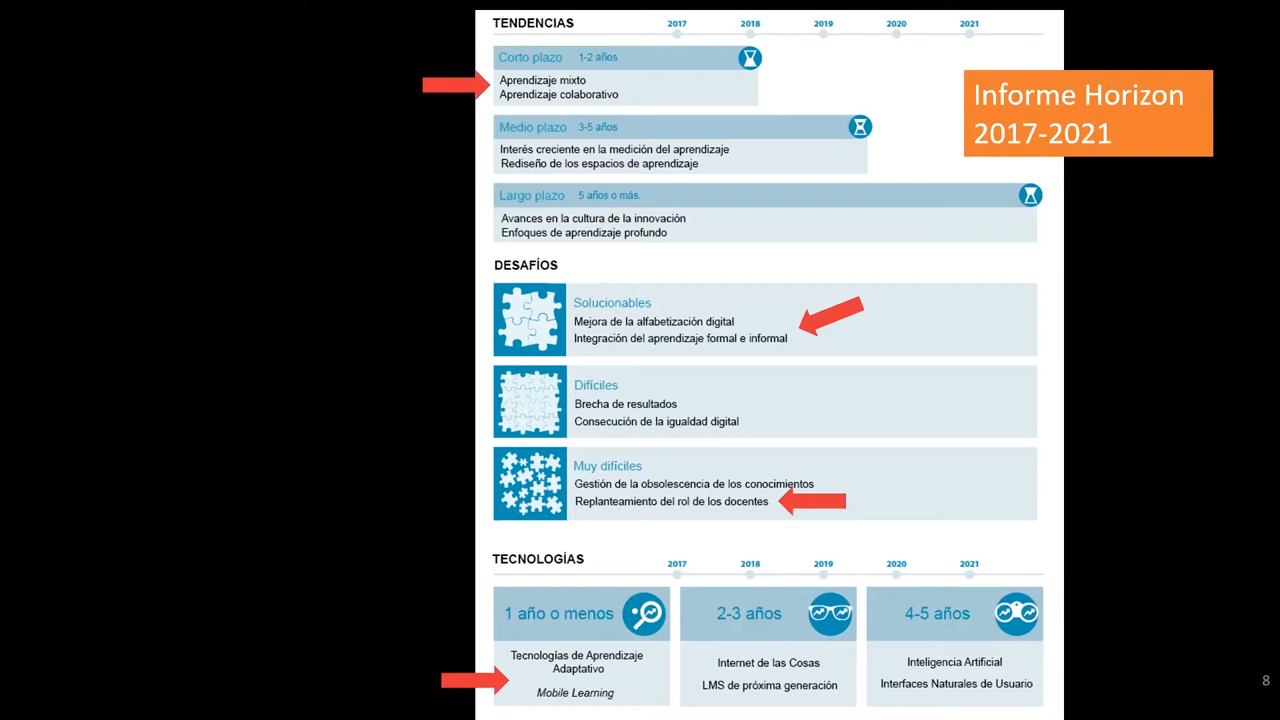 TENDENCIAS
2017 2018 2019 2020 2021
Corto plazo 1-2 años
Aprendizaje mixto
Aprendizaje colaborativo
Informe Horizon
2017-2021
Medio plazo 3-5 años
Interés creciente en la medición del aprendizaje
Rediseño de los espacios de aprendizaje
Largo plazo 5 años o más.
Avances en la cultura de la innovación
Enfoques de aprendizaje profundo
DESAFÍOS
Solucionables
Mejora de la alfabetización digital
Integración del aprendizaje formal e informal
Difíciles
Brecha de resultados
Consecución de la igualdad digital
Muy difíciles
Gestión de la obsolescencia de los conocimientos
Replanteamiento del rol de los docentes
TECNOLOGÍAS
2017 2018 2019 2020 2021
1 año o menos
Tecnologías de Aprendizaje
Adaptativo
Mobile Learning
2-3 años
Internet de las Cosas
LMS de próxima generación
4-5 años
Inteligencia Artificial
Interfaces Naturales de Usuario
8